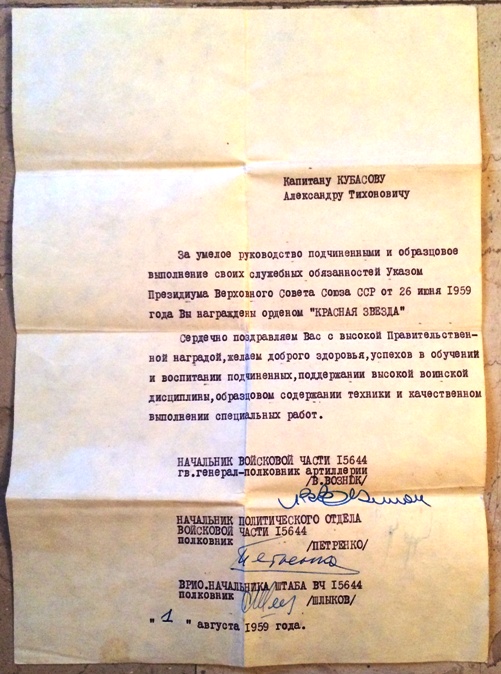 Капитану КУБАСОВУ
Александру Тихоновичу
За умелое руководство подчиненными и образцовое
выполнение своих служебных обязанностей Указом
Президиума Верховного Совета Союза ССР от 26 июня 1959
года Вы награждены орденом "КРАСНАЯ ЗВЕЗДА"
Сердечно поздравляем Вас с высокой Правительствен-
ной наградой,желаем доброго здоровья,успехов в обучении
и воспитании подчиненных,поддержании высокой воинской
дисциплины,образцовом содержании техники и качественном
выполнении специальных работ.
НАЧАЛЬНИК ВОЙСКОВОЙ ЧАСТИ I5644
гв.генерал-полковник артиллерии
/В.ВОЗНЮК/
НАЧАЛЬНИК ПОЛИТИЧЕСКОГО ОТДЕЛА
ВОЙСКОВОЙ ЧАСТИ I5644
полковник /ПЕТРЕНКО/
Петренко
ВРИО.НАЧАЛЬНИКА ШТАБА ВЧ I5644
полковник /ШЛЫКОВ/
" 1 " августа 1959 года.